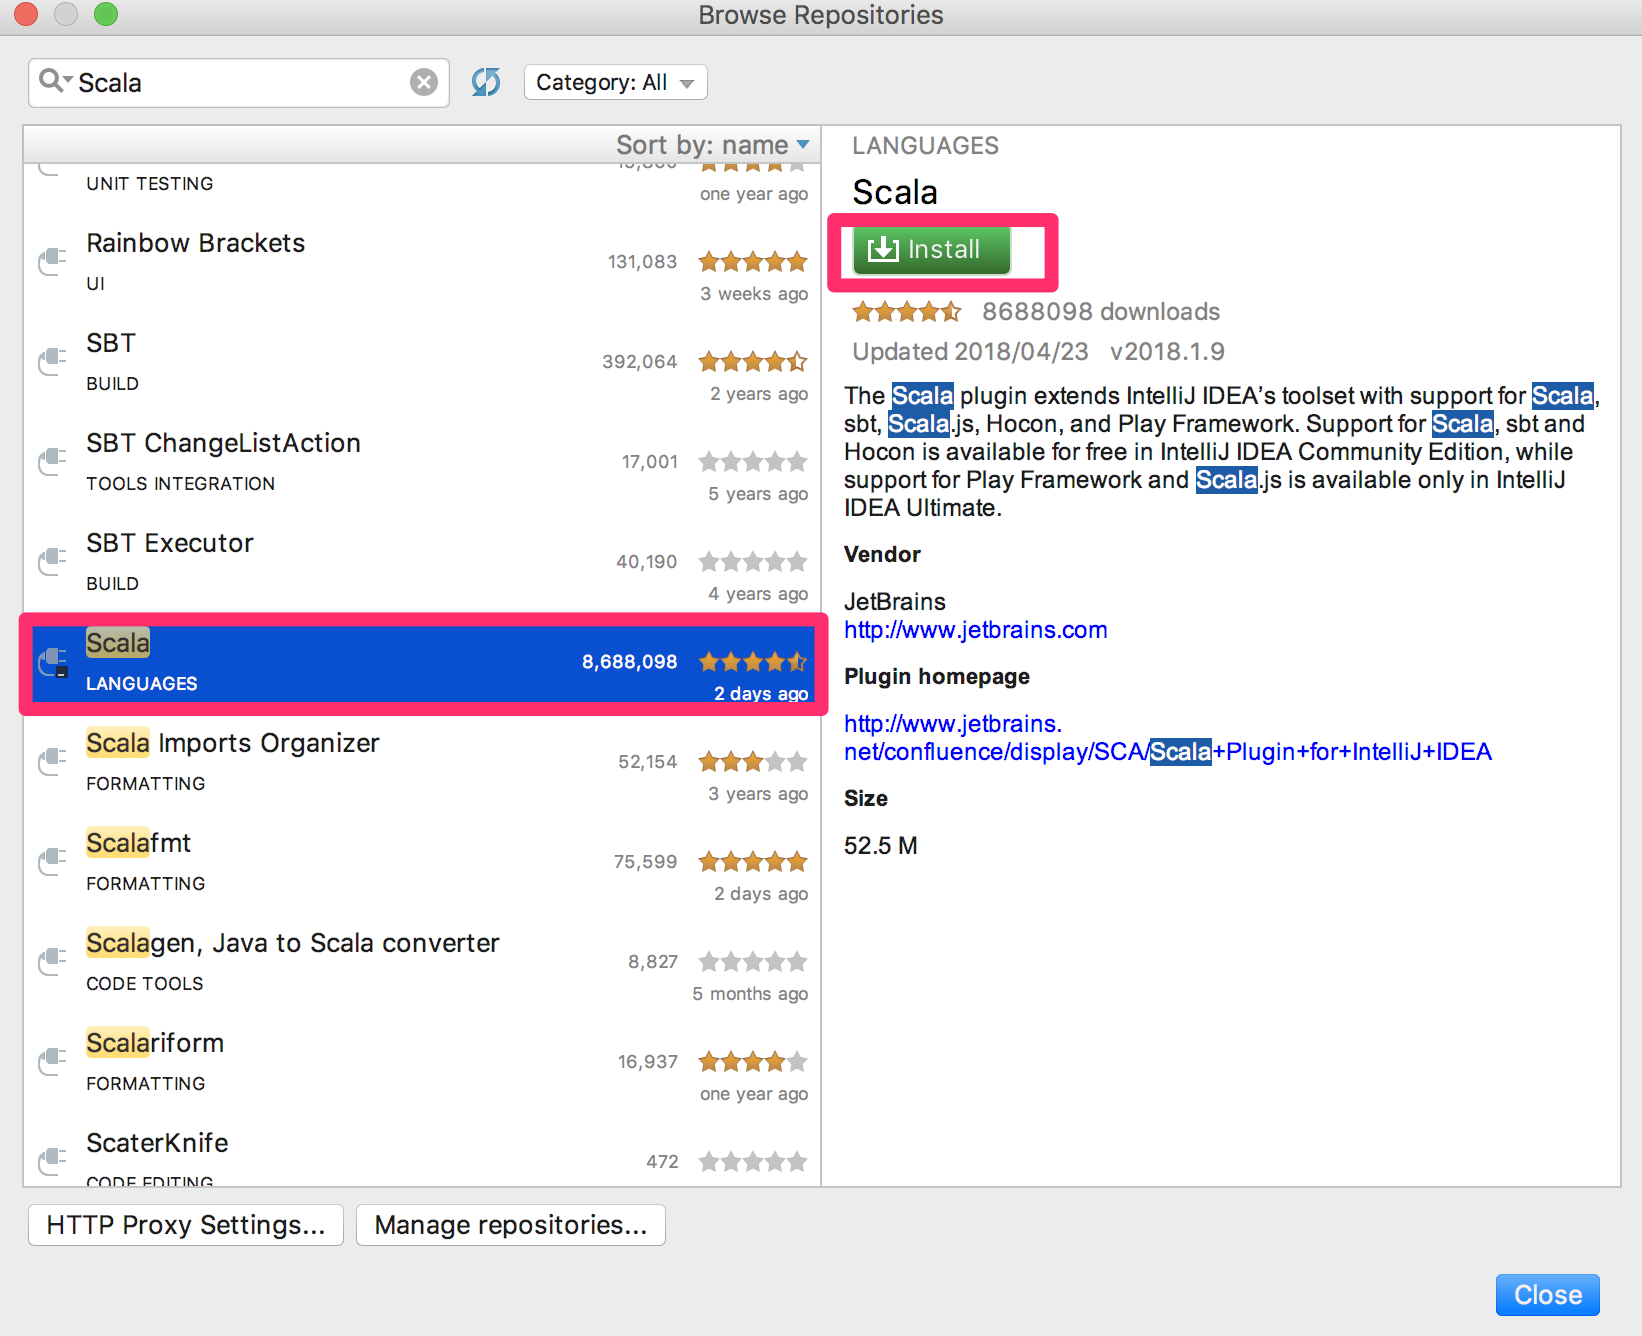 Browse Repositories
Scala
Category: All
Sort by: name
UNIT TESTING
one year ago
Rainbow Brackets
131,083
UI
3 weeks ago
SBT
392,064
BUILD
2 years ago
SBT ChangeListAction
17,001
TOOLS INTEGRATION
5 years ago
SBT Executor
40,190
BUILD
4 years ago
Scala
8,688,098
LANGUAGES
2 days ago
Scala Imports Organizer
52,154
FORMATTING
3 years ago
Scalafmt
75,599
FORMATTING
2 days ago
Scalagen, Java to Scala converter
8,827
CODE TOOLS
5 months ago
Scalariform
16,937
FORMATTING
one year ago
ScaterKnife
472
CODE EDITING
LANGUAGES
Scala
Install
8688098 downloads
Updated 2018/04/23 v2018.1.9
The Scala plugin extends IntelliJ IDEA’s toolset with support for Scala,
sbt, Scala.js, Hocon, and Play Framework. Support for Scala, sbt and
Hocon is available for free in IntelliJ IDEA Community Edition, while
support for Play Framework and Scala.js is available only in IntelliJ
IDEA Ultimate.
Vendor
JetBrains
http://www.jetbrains.com
Plugin homepage
http://www.jetbrains.
net/confluence/display/SCA/Scala+Plugin+for+IntelliJ+IDEA
Size
52.5 M
HTTP Proxy Settings...
Manage repositories...
Close